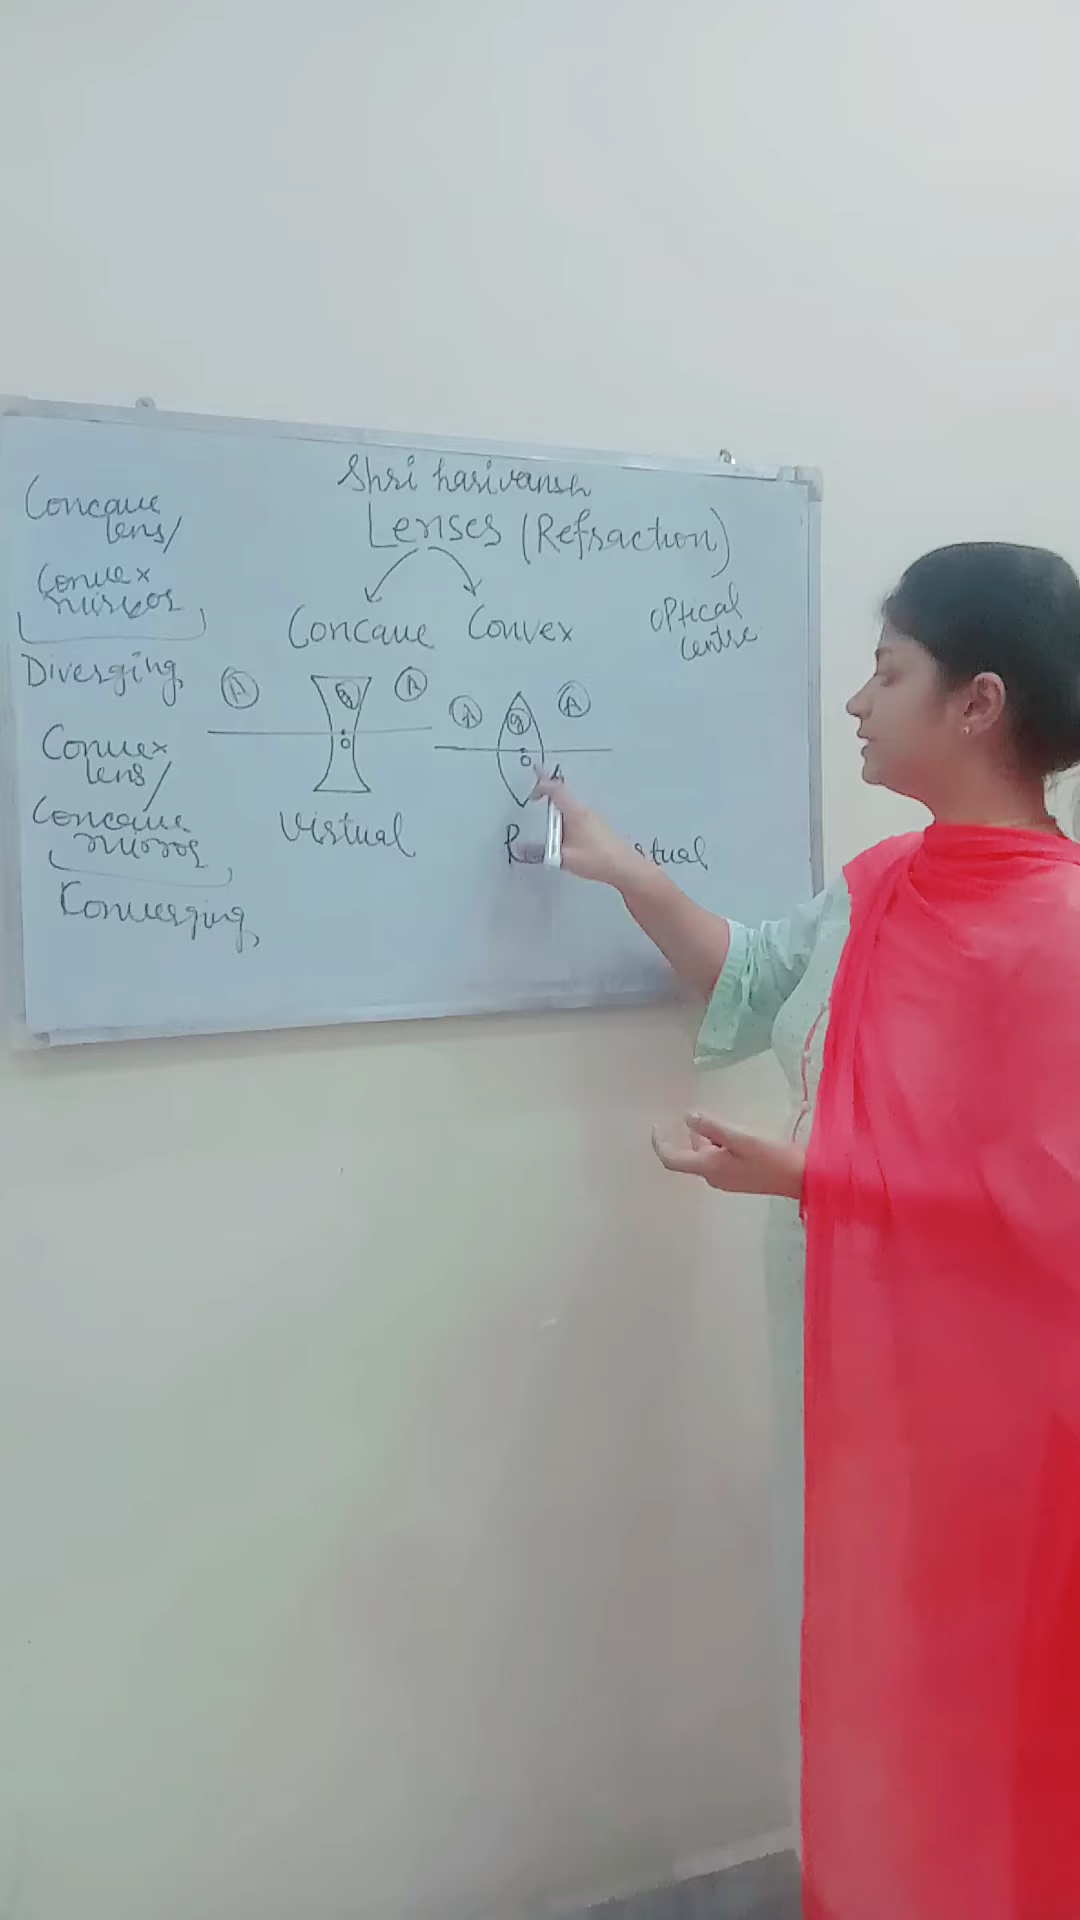 Shri harivansh
Lenses (Refraction)
Concave
lens/
Convex
mirror
Diverging
Convex
lens/
Concave
mirror
Converging
Concave Convex
Optical
Centre
A g A
O
A g A
O
Virtual